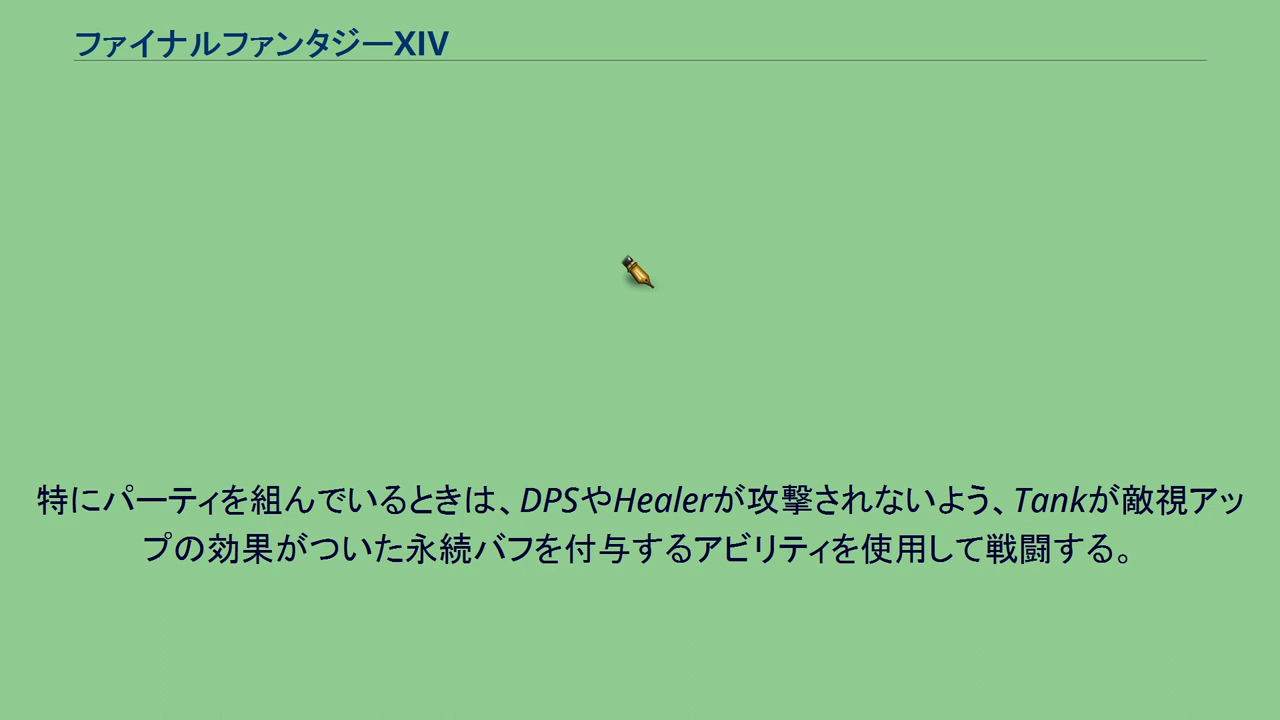 ファイナルファンタジーXIV
特にパーティを組んでいるときは、DPSやHealerが攻撃されないよう、Tankが敵視アッ
プの効果がついた永続バフを付与するアビリティを使用して戦闘する。